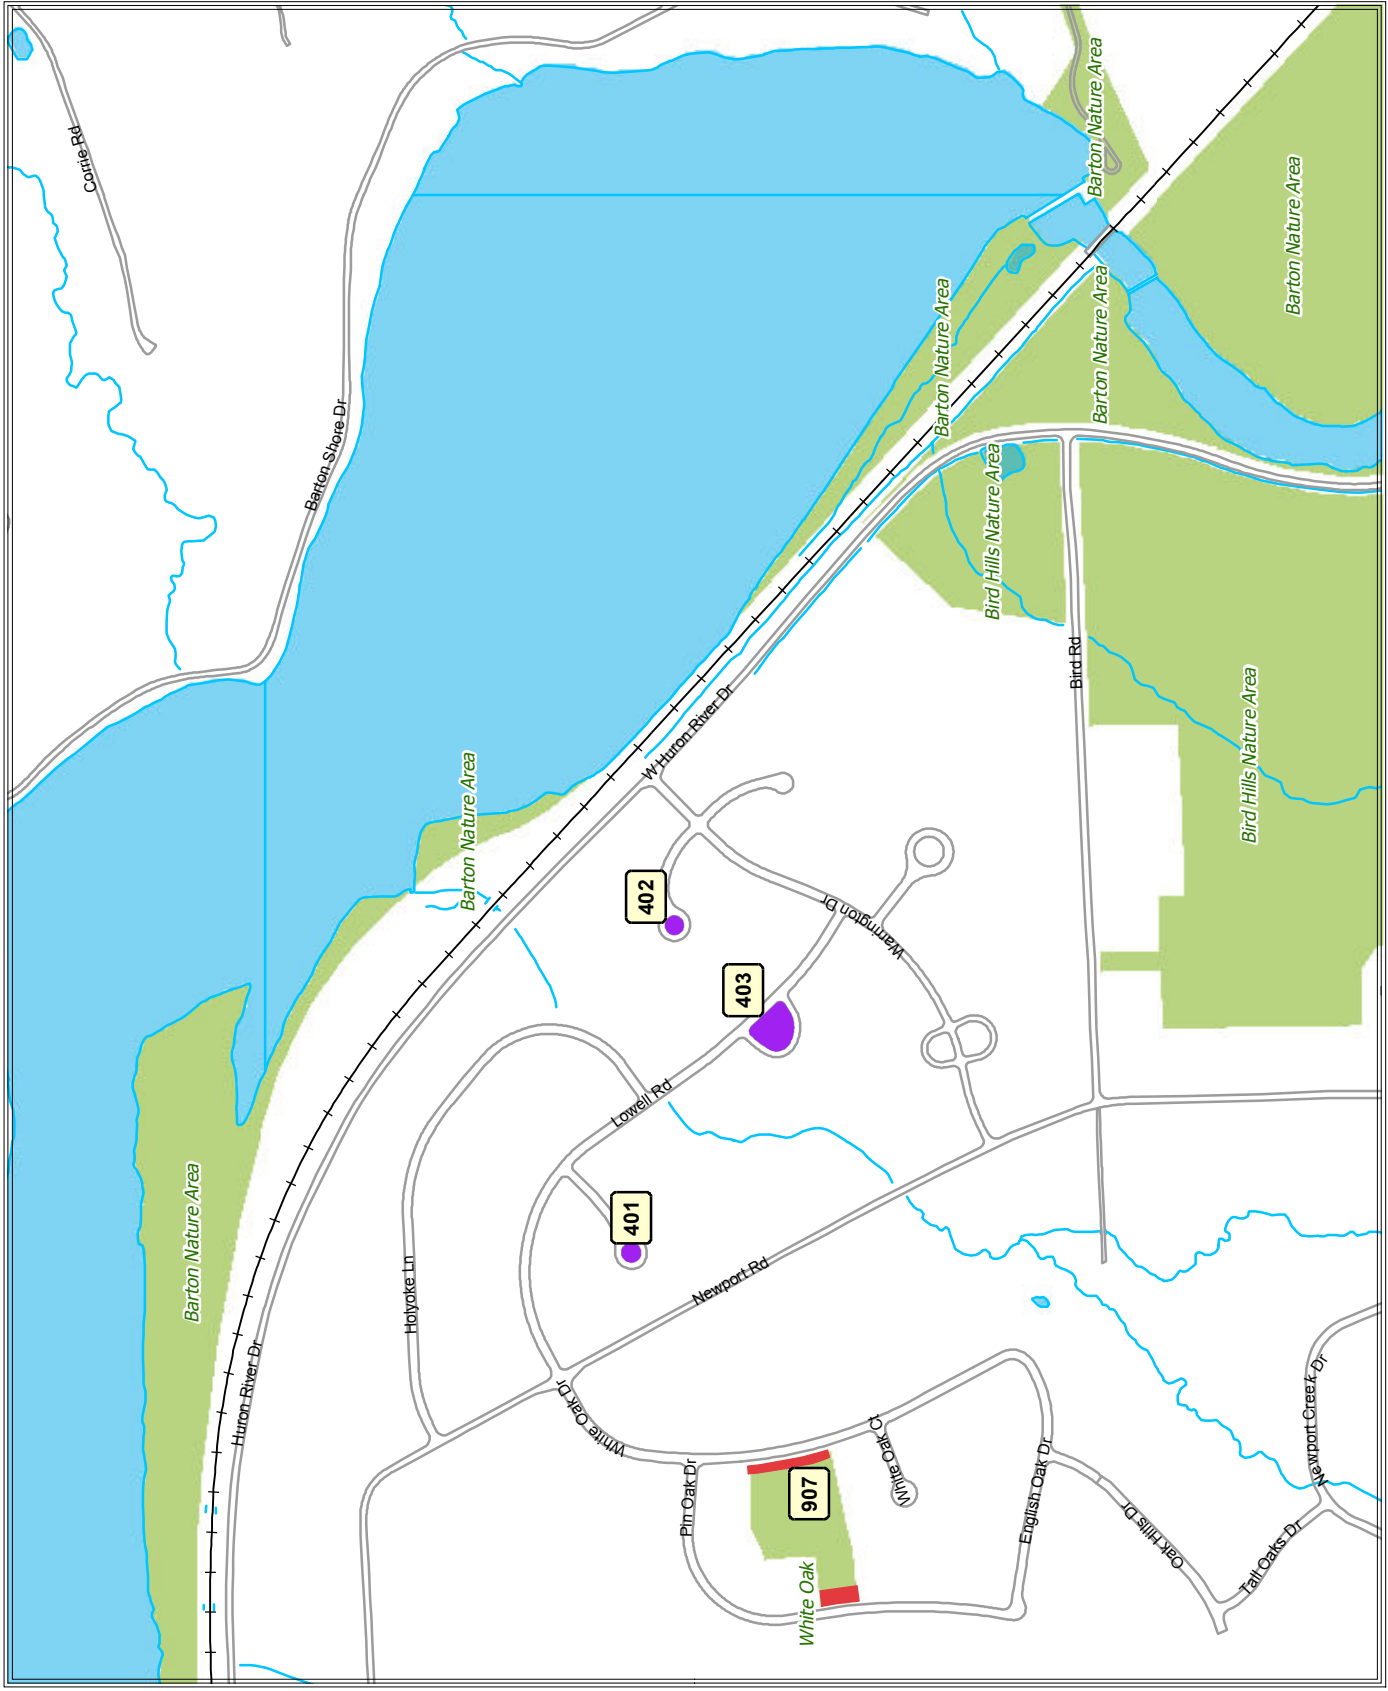 Corrie Rd
Barton Shore Dr
Barton Nature Area
Barton Nature Area
Barton Nature Area
Barton Nature Area
Bird Hills Nature Area
Bird Rd
Bird Hills Nature Area
W Huron River Dr
Barton Nature Area
402
403
Warrington Dr
Lowell Rd
401
Barton Nature Area
Holyoke Ln
Newport Rd
Huron River Dr
White Oak Dr
Pin Oak Dr
907
White Oak Ct
White Oak
English Oak Dr
Oak Hills Dr
Newport Creek Dr
Tall Oaks Dr